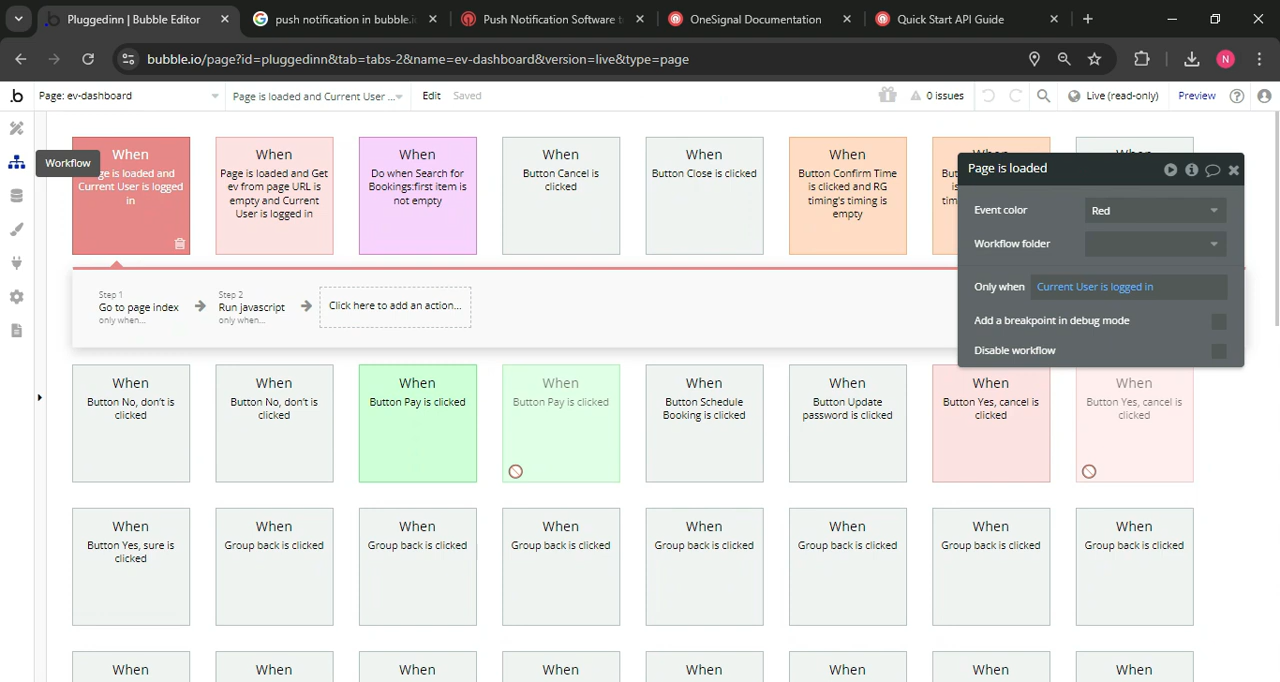 Pluggedinn | Bubble Editor
push notification in bubble.i
Push Notification Software t
OneSignal Documentation
Quick Start API Guide
bubble.io/page?id=pluggedinn&tab=tabs-2&name=ev-dashboard&version=live&type=page
N
Page: ev-dashboard
Page is loaded and Current User ...
Edit
Saved
0 issues
Live (read-only)
Preview
Workflow
When
ge is loaded and
Current User is logged
in
When
Page is loaded and Get
ev from page URL is
empty and Current
User is logged in
When
Do when Search for
Bookings:first item is
not empty
When
Button Cancel is
clicked
When
Button Close is clicked
When
Button Confirm Time
is clicked and RG
timing's timing is
empty
When
When
Page is loaded
Event color
Red
Workflow folder
Only when
Current User is logged in
Add a breakpoint in debug mode
Disable workflow
Step 1
Go to page index
only when...
Step 2
Run javascript
only when...
Click here to add an action...
When
Button No, don't is
clicked
When
Button No, don't is
clicked
When
Button Pay is clicked
When
Button Pay is clicked
When
Button Schedule
Booking is clicked
When
Button Update
password is clicked
When
Button Yes, cancel is
clicked
When
Button Yes, cancel is
clicked
When
Button Yes, sure is
clicked
When
Group back is clicked
When
Group back is clicked
When
Group back is clicked
When
Group back is clicked
When
Group back is clicked
When
Group back is clicked
When
Group back is clicked
When
When
When
When
When
When
When
When